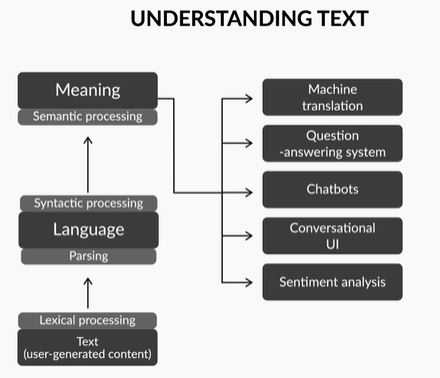 UNDERSTANDING TEXT
Meaning
Semantic processing
Syntactic processing
Language
Parsing
Lexical processing
Text
(user-generated content)
Machine
translation
Question
-answering system
Chatbots
Conversational
UI
Sentiment analysis